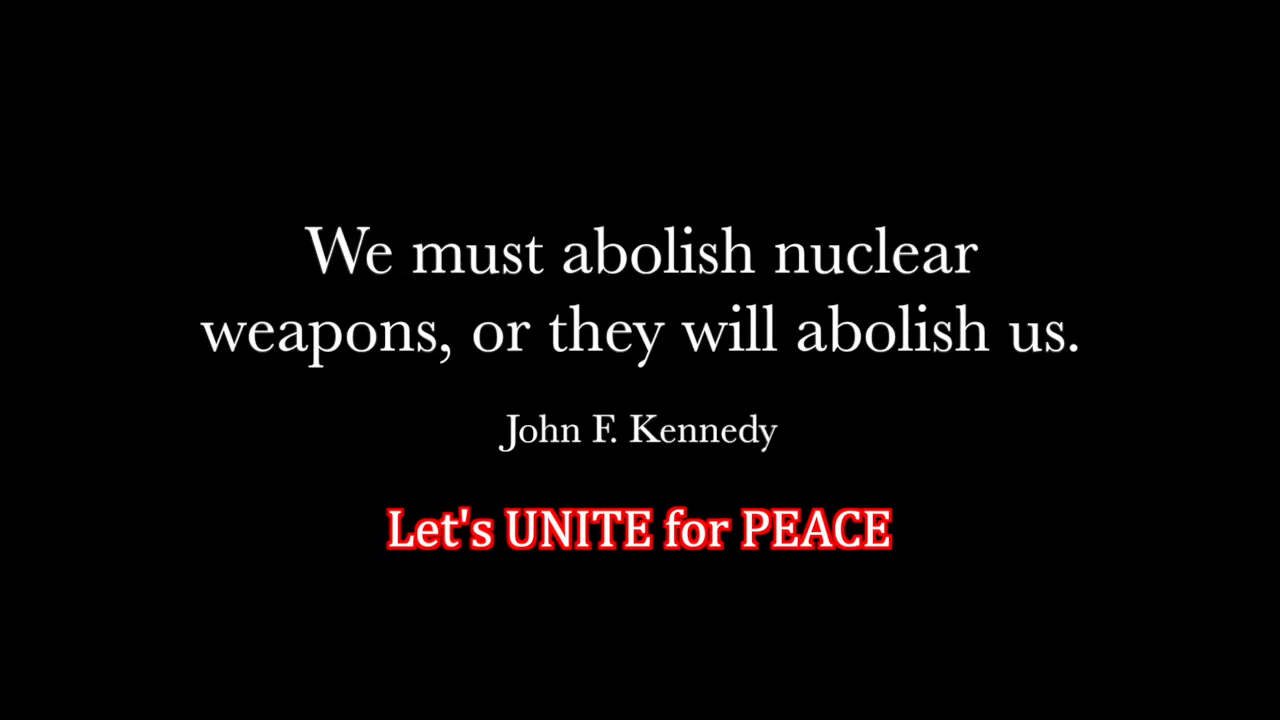 We must abolish nuclear
weapons, or they will abolish us.
John F. Kennedy
Let's UNITE for PEACE